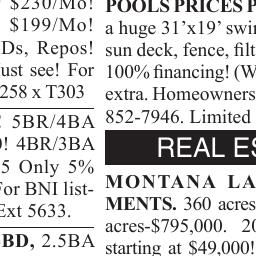 $230/Mo!
$199/Mo!
Ds, Repos!
ust see! For
258 x T303
! 5BR/4BA
0! 4BR/3BA
5 Only 5%
For BNI list-
Ext 5633.
BD, 2.5BA
POOLS PRICES P
a huge 31’x19’ swi
sun deck, fence, filt
100% financing! (W
extra. Homeowners
852-7946. Limited
REAL ES
MONTANA LA
MENTS. 360 acres
acres-$795,000. 20
starting at $49,000!